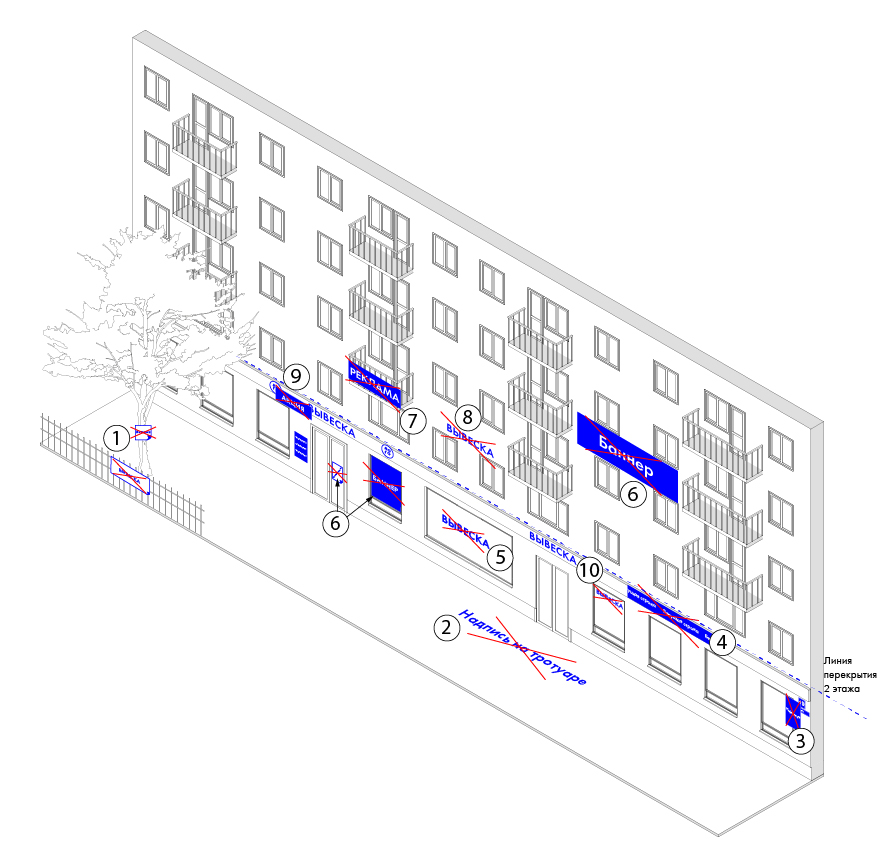 9
РЕКЛАМА
АКЦИЯ
ВЫВЕСКА
7
8
ВЫВЕСКА
1
Баннер
6
БАННЕР
6
ВЫВЕСКА
5
ВЫВЕСКА
10
ВЫВЕСКА
2
Надпись на тротуаре
4
Линия
перекрытия
2 этажа
3